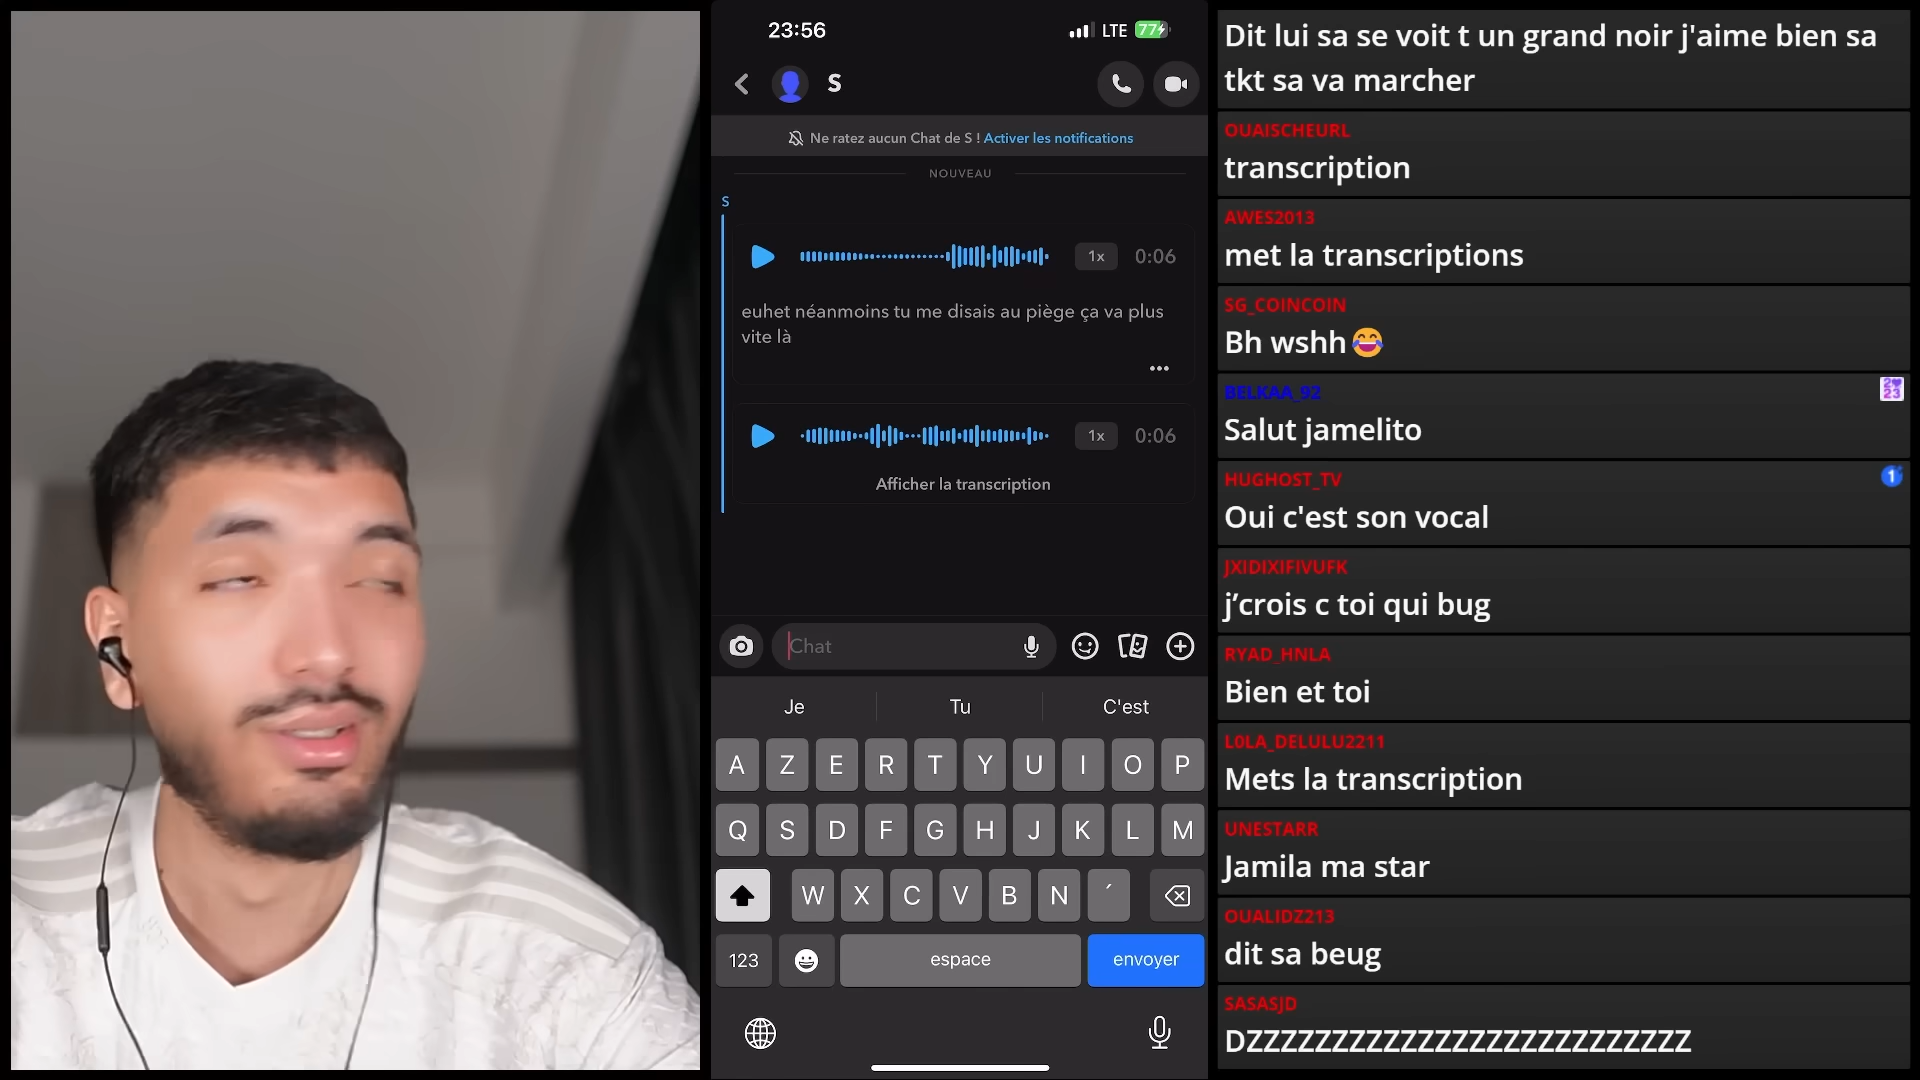 23:56
LTE
77
S
Ne ratez aucun Chat de S ! Activer les notifications
NOUVEAU
S
1x
0:06
euhet néanmoins tu me disais au piège ça va plus
vite là
1x
0:06
Afficher la transcription
Chat
Je
Tu
C'est
A Z E R T Y U I O P
Q S D F G H J K L M
W X C V B N ´
123
espace
envoyer
Dit lui sa se voit t un grand noir j'aime bien sa
tkt sa va marcher
OUAISCHEURL
transcription
AWES2013
met la transcriptions
SG_COINCOIN
Bh wshh😂
BELKAA_92
2023
Salut jamelito
HUGHOST_TV
1
Oui c'est son vocal
JXIDIXIFIVUFK
j’crois c toi qui bug
RYAD_HNLA
Bien et toi
L0LA_DELULU2211
Mets la transcription
UNESTARR
Jamila ma star
OUALIDZ213
dit sa beug
SASASJD
DZZZZZZZZZZZZZZZZZZZZZZZZZZ